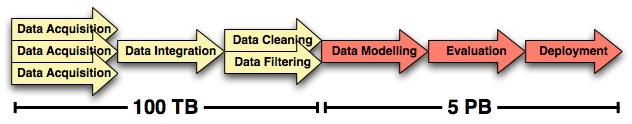 Data Acquisition
Data Acquisition
Data Acquisition
Data Integration
Data Cleaning
Data Filtering
Data Modelling
Evaluation
Deployment
100 TB
5 PB